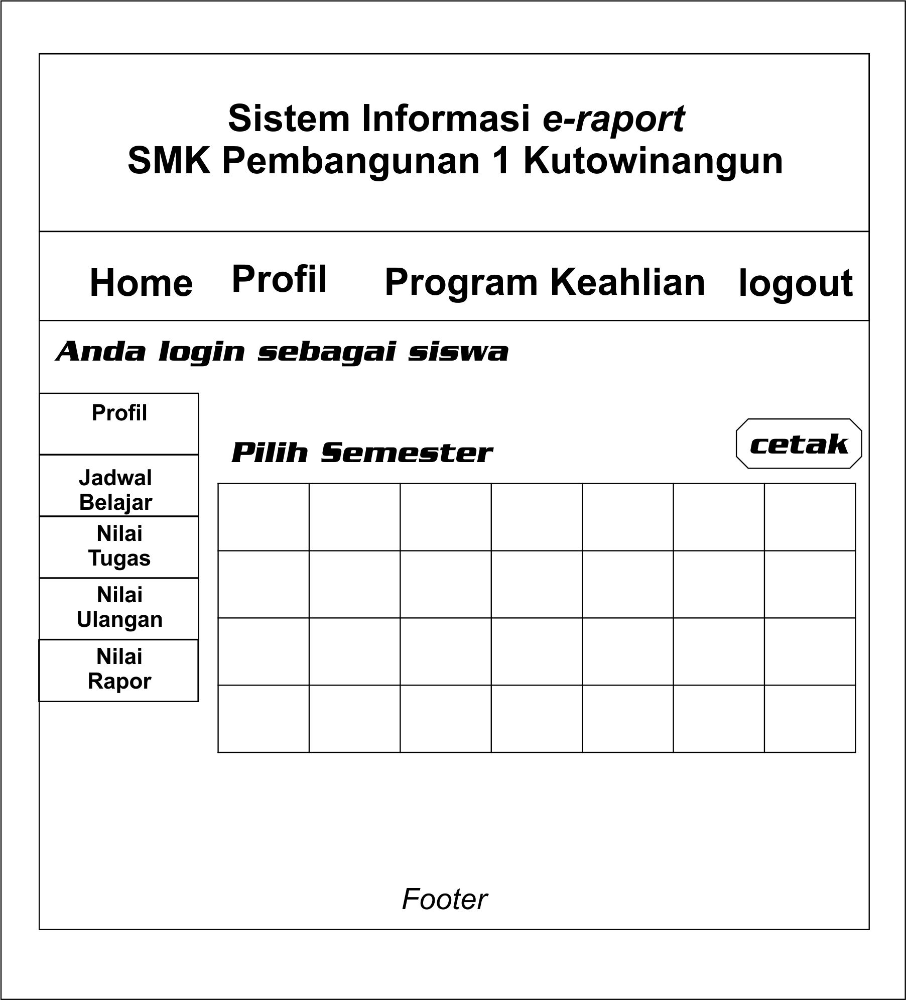 Sistem Informasi e-raport
SMK Pembangunan 1 Kutowinangun
Home Profil Program Keahlian logout
Anda login sebagai siswa
Profil
Jadwal
Belajar
Nilai
Tugas
Nilai
Ulangan
Nilai
Rapor
Pilih Semester
cetak
Footer